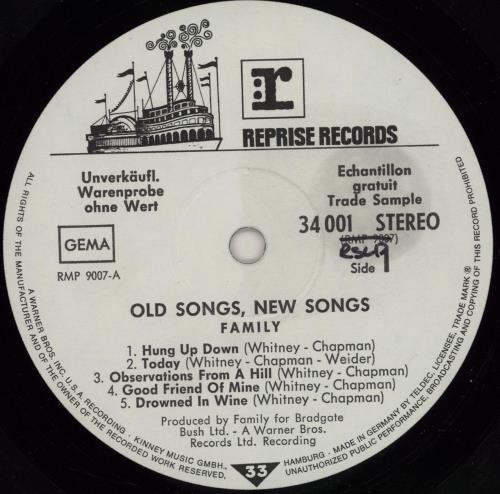 r
REPRISE RECORDS
Unverkäufl.
Warenprobe
ohne Wert
Echantillon
gratuit
Trade Sample
34 001 STEREO
(RMP 9007)
RSLP
Side 1
GEMA
RMP 9007-A
OLD SONGS, NEW SONGS
FAMILY
1. Hung Up Down (Whitney - Chapman)
2. Today (Whitney - Chapman - Weider)
3. Observations From A Hill (Whitney - Chapman)
4. Good Friend Of Mine (Whitney - Chapman)
5. Drowned In Wine (Whitney - Chapman)
Produced by Family for Bradgate
Bush Ltd. - A Warner Bros.
Records Ltd. Recording
33
ALL RIGHTS OF THE MANUFACTURER AND OF THE OWNER OF THE RECORDED WORK RESERVED.
A WARNER BROS. INC. U.S.A. RECORDING · KINNEY MUSIC GMBH.,
HAMBURG · MADE IN GERMANY BY TELDEC, LICENSEE, TRADE MARK ®
UNAUTHORIZED PUBLIC PERFORMANCE, BROADCASTING AND COPYING OF THIS RECORD PROHIBITED